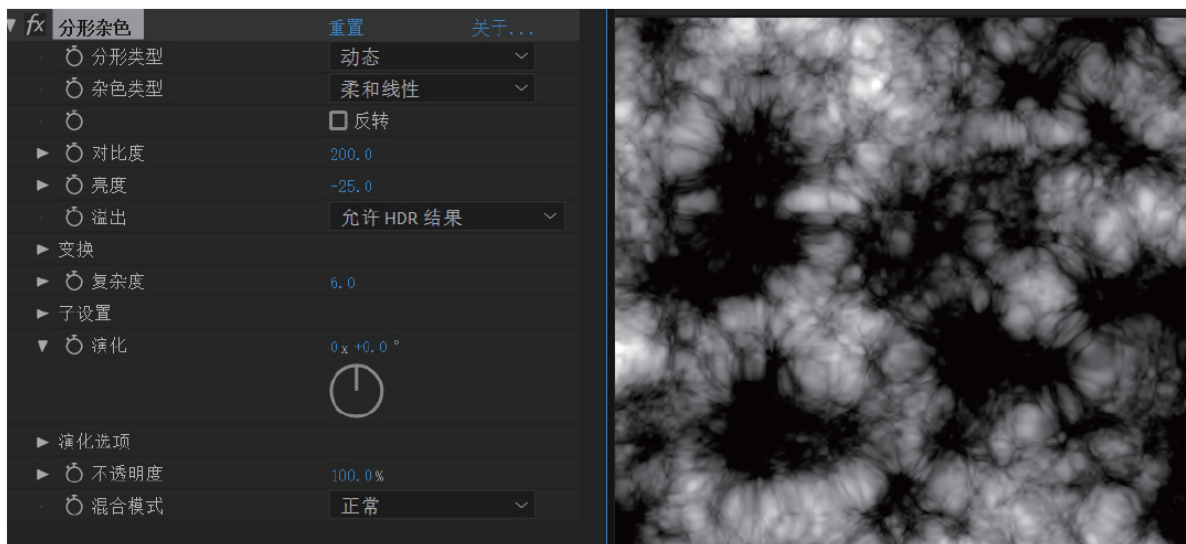 fx 分形杂色 重置 关于...
分形类型 动态
杂色类型 柔和线性
反转
对比度 200.0
亮度 -25.0
溢出 允许 HDR 结果
变换
复杂度 6.0
子设置
演化 0x +0.0°
演化选项
不透明度 100.0%
混合模式 正常